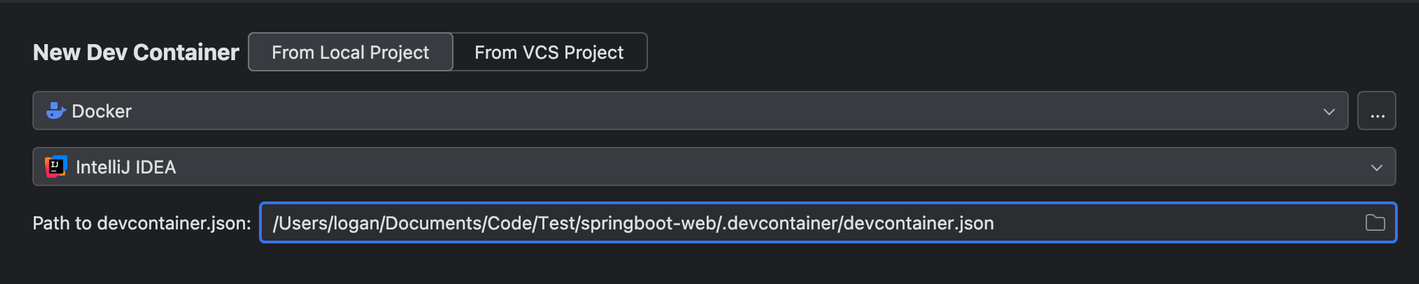 New Dev Container From Local Project From VCS Project
Docker ...
IntelliJ IDEA
Path to devcontainer.json: /Users/logan/Documents/Code/Test/springboot-web/.devcontainer/devcontainer.json